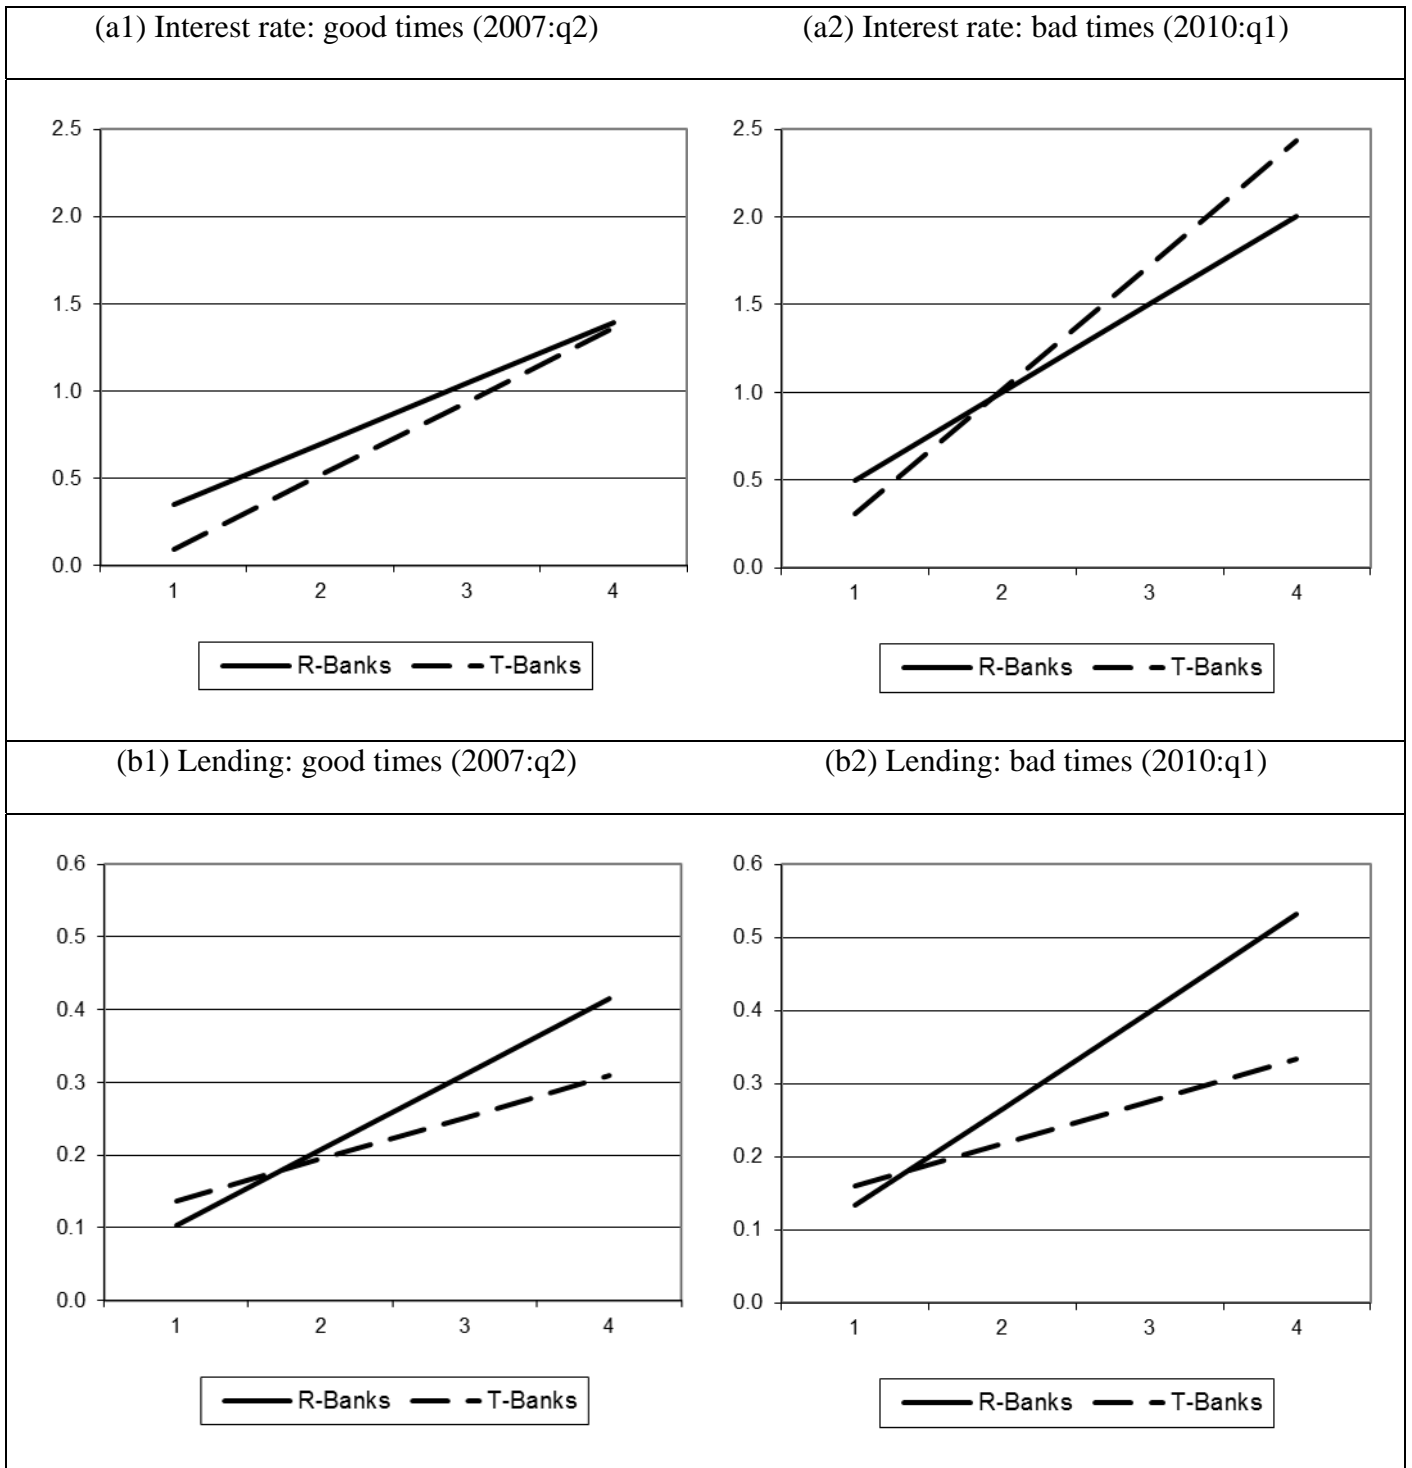 (a1) Interest rate: good times (2007:q2)
(a2) Interest rate: bad times (2010:q1)
2.5
2.0
1.5
1.0
0.5
0.0
1 2 3 4
R-Banks T-Banks
2.5
2.0
1.5
1.0
0.5
0.0
1 2 3 4
R-Banks T-Banks
(b1) Lending: good times (2007:q2)
(b2) Lending: bad times (2010:q1)
0.6
0.5
0.4
0.3
0.2
0.1
0.0
1 2 3 4
R-Banks T-Banks
0.6
0.5
0.4
0.3
0.2
0.1
0.0
1 2 3 4
R-Banks T-Banks